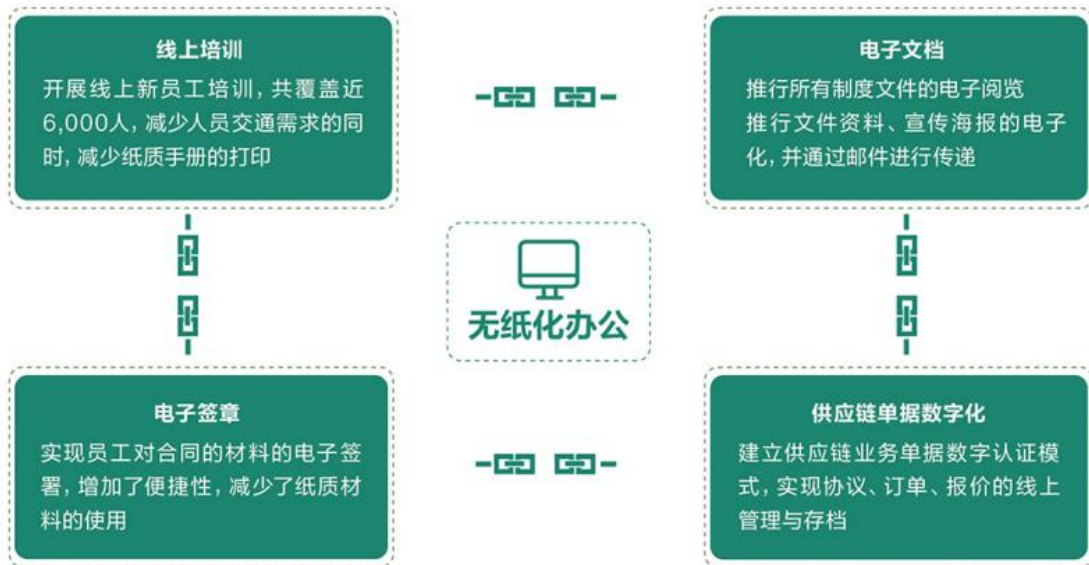 线上培训
开展线上新员工培训，共覆盖近
6,000人，减少人员交通需求的同
时，减少纸质手册的打印
电子文档
推行所有制度文件的电子阅览
推行文件资料、宣传海报的电子
化，并通过邮件进行传递
无纸化办公
电子签章
实现员工对合同的材料的电子签
署，增加了便捷性，减少了纸质材
料的使用
供应链单据数字化
建立供应链业务单据数字认证模
式，实现协议、订单、报价的线上
管理与存档